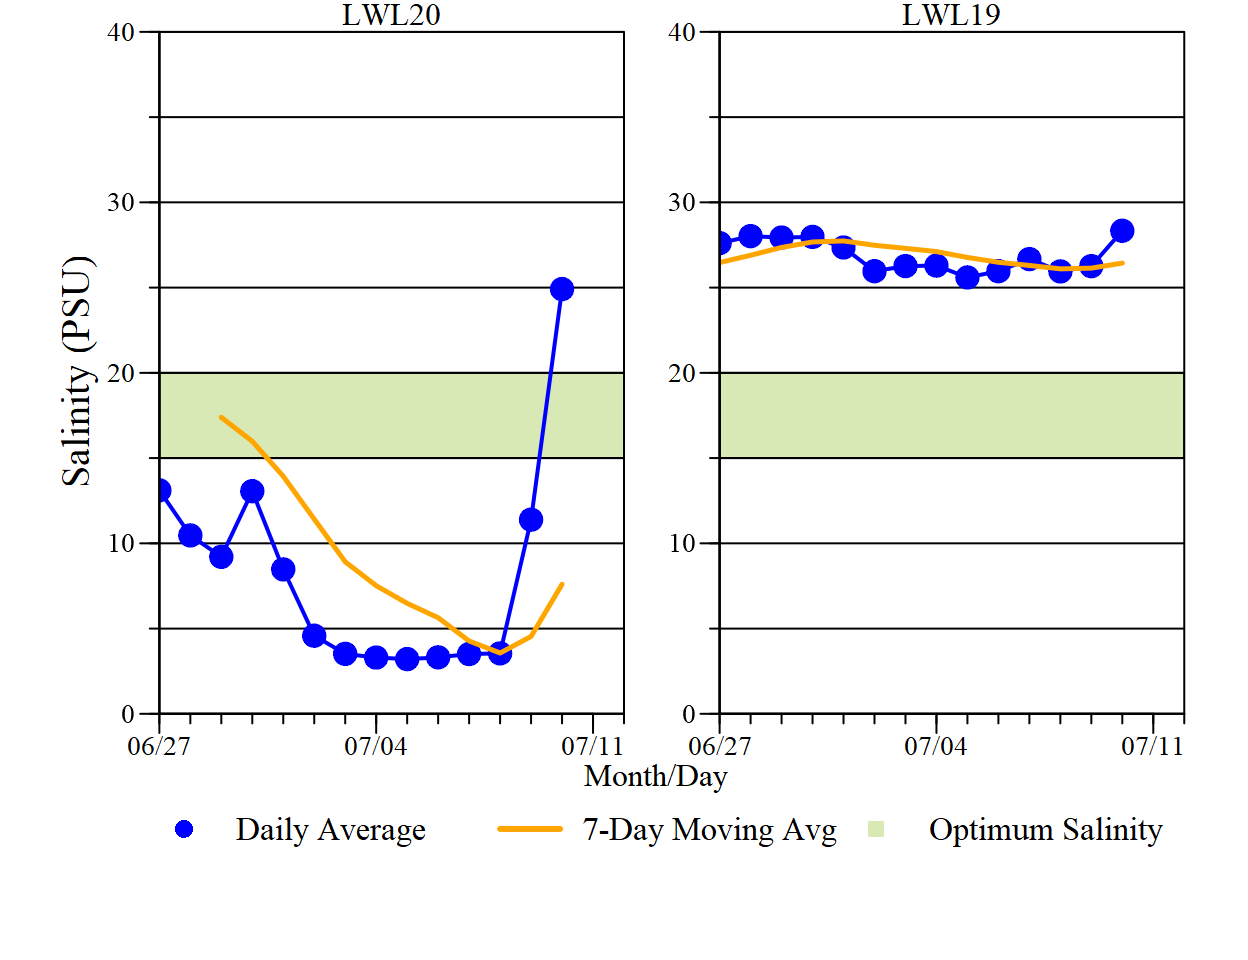 LWL20 LWL19
40 40
30 30
20 20
10 10
0 0
Salinity (PSU)
06/27 07/04 07/11 06/27 07/04 07/11
Month/Day
Daily Average 7-Day Moving Avg Optimum Salinity